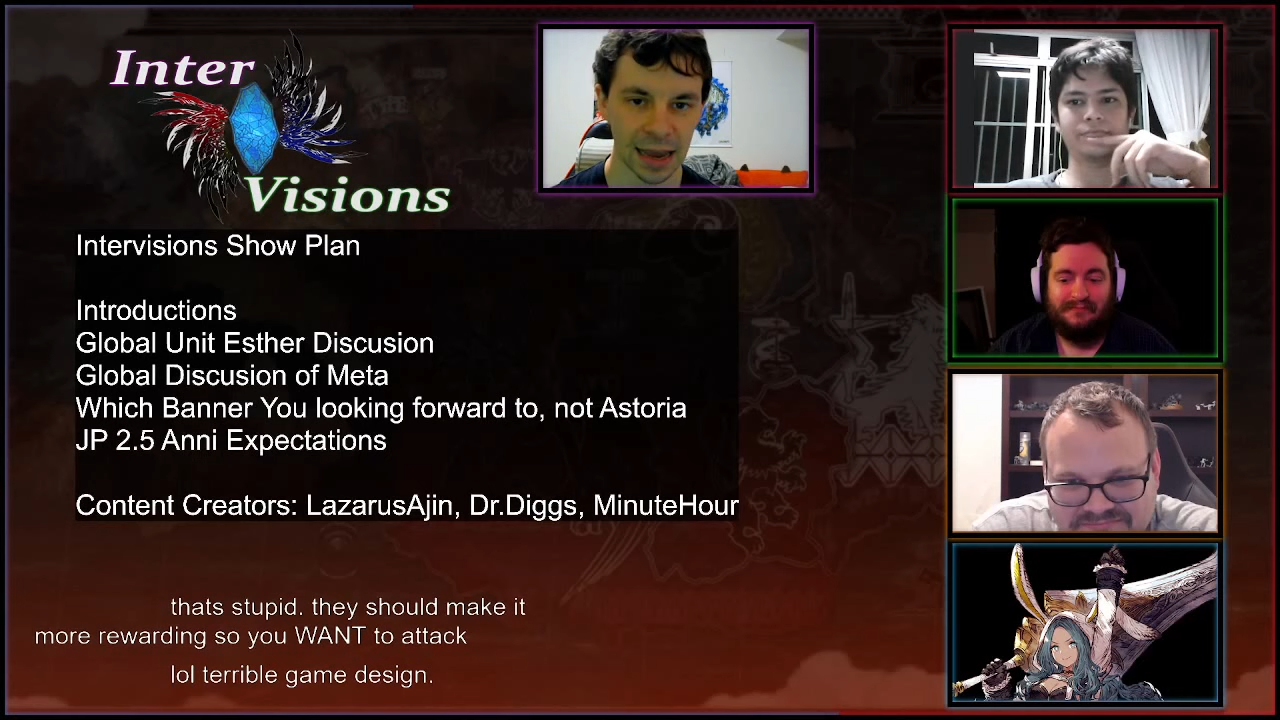 Inter
Visions
Intervisions Show Plan
Introductions
Global Unit Esther Discusion
Global Discusion of Meta
Which Banner You looking forward to, not Astoria
JP 2.5 Anni Expectations
Content Creators: LazarusAjin, Dr.Diggs, MinuteHour
thats stupid. they should make it
more rewarding so you WANT to attack
lol terrible game design.